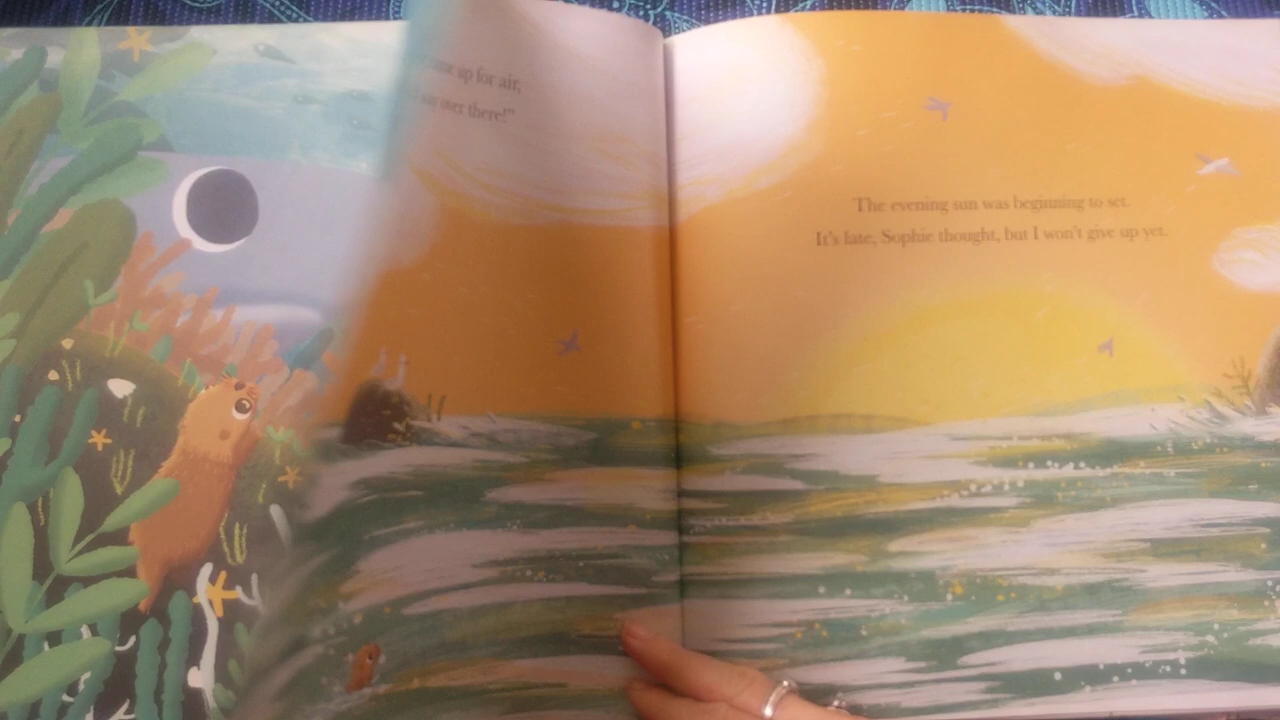 up for air,
over there!"
The evening sun was beginning to set.
It's late, Sophie thought, but I won't give up yet.